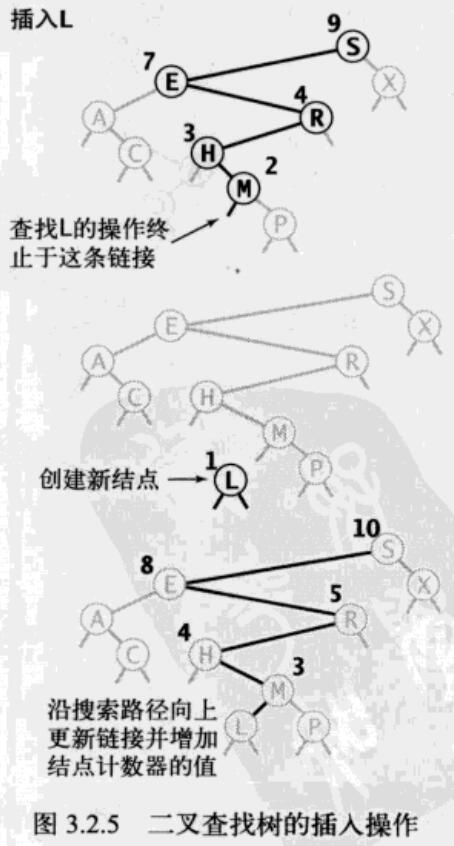 插入L
9
S
7
E
X
4
A
R
3
C
H
2
M
P
查找L的操作终
止于这条链接
S
E
X
A
R
C
H
M
P
1
创建新结点
L
10
S
8
E
X
5
A
R
4
C
H
3
M
沿搜索路径向上
更新链接并增加
结点计数器的值
L
P
图 3.2.5 二叉查找树的插入操作